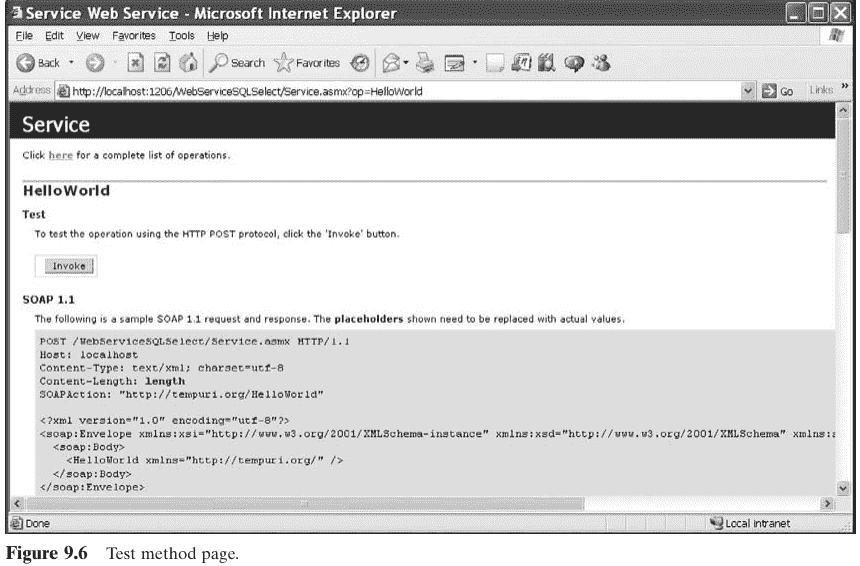 Service Web Service - Microsoft Internet Explorer
File Edit View Favorites Tools Help
Back Search Favorites
Address http://localhost:1206/WebServiceSQLSelect/Service.asmx?op=HelloWorld Go Links »
Service
Click here for a complete list of operations.
HelloWorld
Test
To test the operation using the HTTP POST protocol, click the 'Invoke' button.
Invoke
SOAP 1.1
The following is a sample SOAP 1.1 request and response. The placeholders shown need to be replaced with actual values.
POST /WebServiceSQLSelect/Service.asmx HTTP/1.1
Host: localhost
Content-Type: text/xml; charset=utf-8
Content-Length: length
SOAPAction: "http://tempuri.org/HelloWorld"
<?xml version="1.0" encoding="utf-8"?>
<soap:Envelope xmlns:xsi="http://www.w3.org/2001/XMLSchema-instance" xmlns:xsd="http://www.w3.org/2001/XMLSchema" xmlns:s
<soap:Body>
<HelloWorld xmlns="http://tempuri.org/" />
</soap:Body>
</soap:Envelope>
Done Local intranet
Figure 9.6 Test method page.